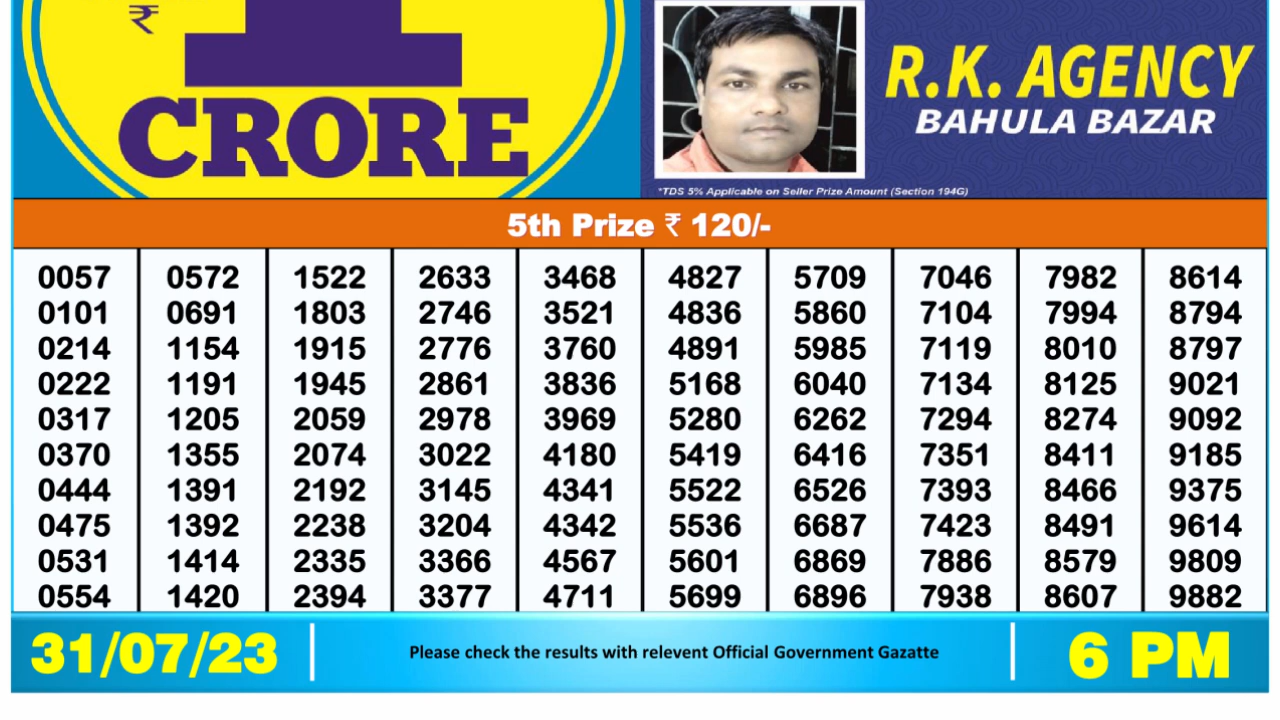 ₹
1
CRORE
R.K. AGENCY
BAHULA BAZAR
*TDS 5% Applicable on Seller Prize Amount (Section 194G)
5th Prize ₹ 120/-
0057 0572 1522 2633 3468 4827 5709 7046 7982 8614
0101 0691 1803 2746 3521 4836 5860 7104 7994 8794
0214 1154 1915 2776 3760 4891 5985 7119 8010 8797
0222 1191 1945 2861 3836 5168 6040 7134 8125 9021
0317 1205 2059 2978 3969 5280 6262 7294 8274 9092
0370 1355 2074 3022 4180 5419 6416 7351 8411 9185
0444 1391 2192 3145 4341 5522 6526 7393 8466 9375
0475 1392 2238 3204 4342 5536 6687 7423 8491 9614
0531 1414 2335 3366 4567 5601 6869 7886 8579 9809
0554 1420 2394 3377 4711 5699 6896 7938 8607 9882
31/07/23
Please check the results with relevent Official Government Gazatte
6 PM